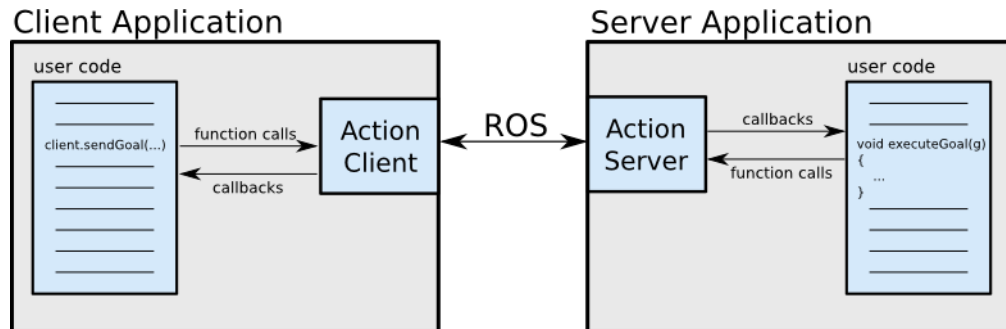 Client Application
user code
client.sendGoal(...)
function calls
callbacks
Action
Client
ROS
Server Application
Action
Server
callbacks
function calls
user code
void executeGoal(g)
{
...
}